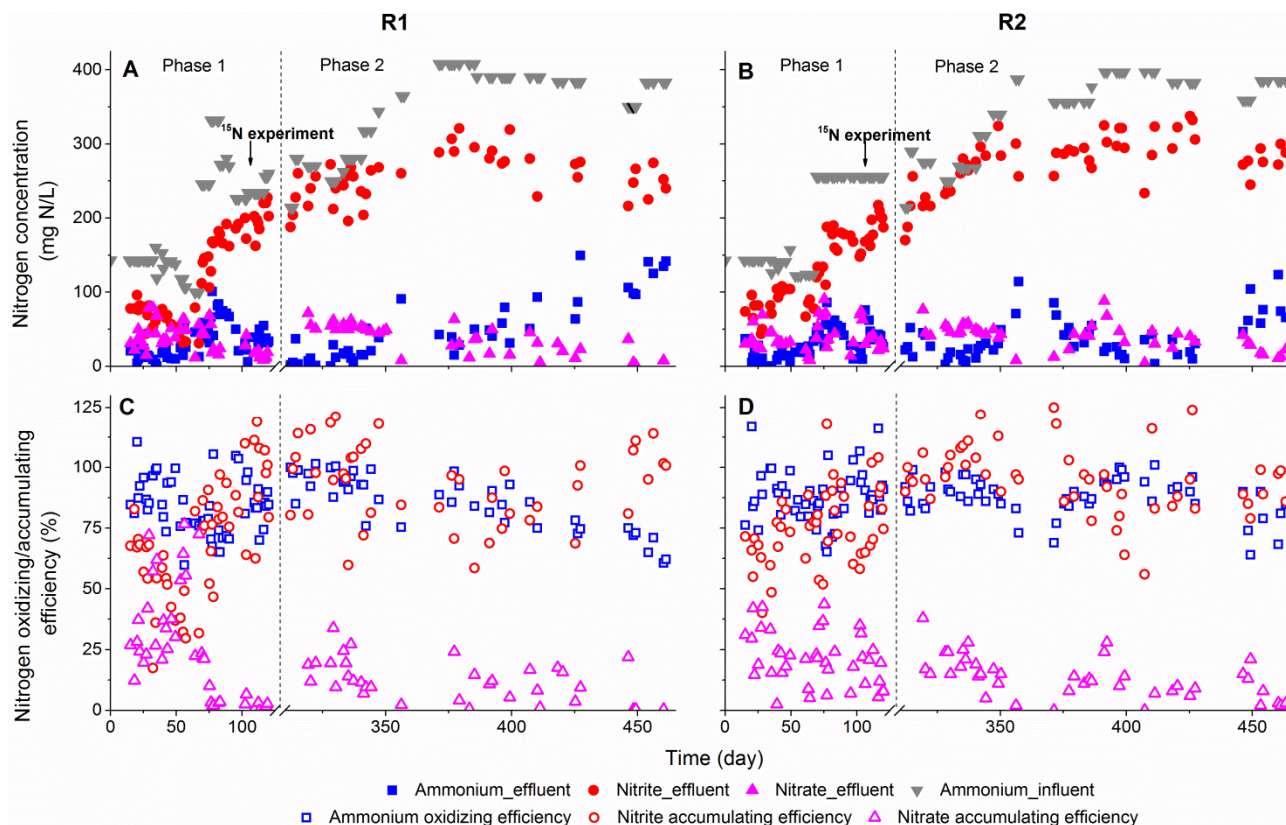 R1 R2
A Phase 1 Phase 2 B Phase 1 Phase 2
¹⁵N experiment ¹⁵N experiment
Nitrogen concentration
(mg N/L)
400
300
200
100
0
C D
Nitrogen oxidizing/accumulating
efficiency (%)
125
100
75
50
25
0
0 50 100 350 400 450 0 50 100 350 400 450
Time (day)
Ammonium_effluent Nitrite_effluent Nitrate_effluent Ammonium_influent
Ammonium oxidizing efficiency Nitrite accumulating efficiency Nitrate accumulating efficiency